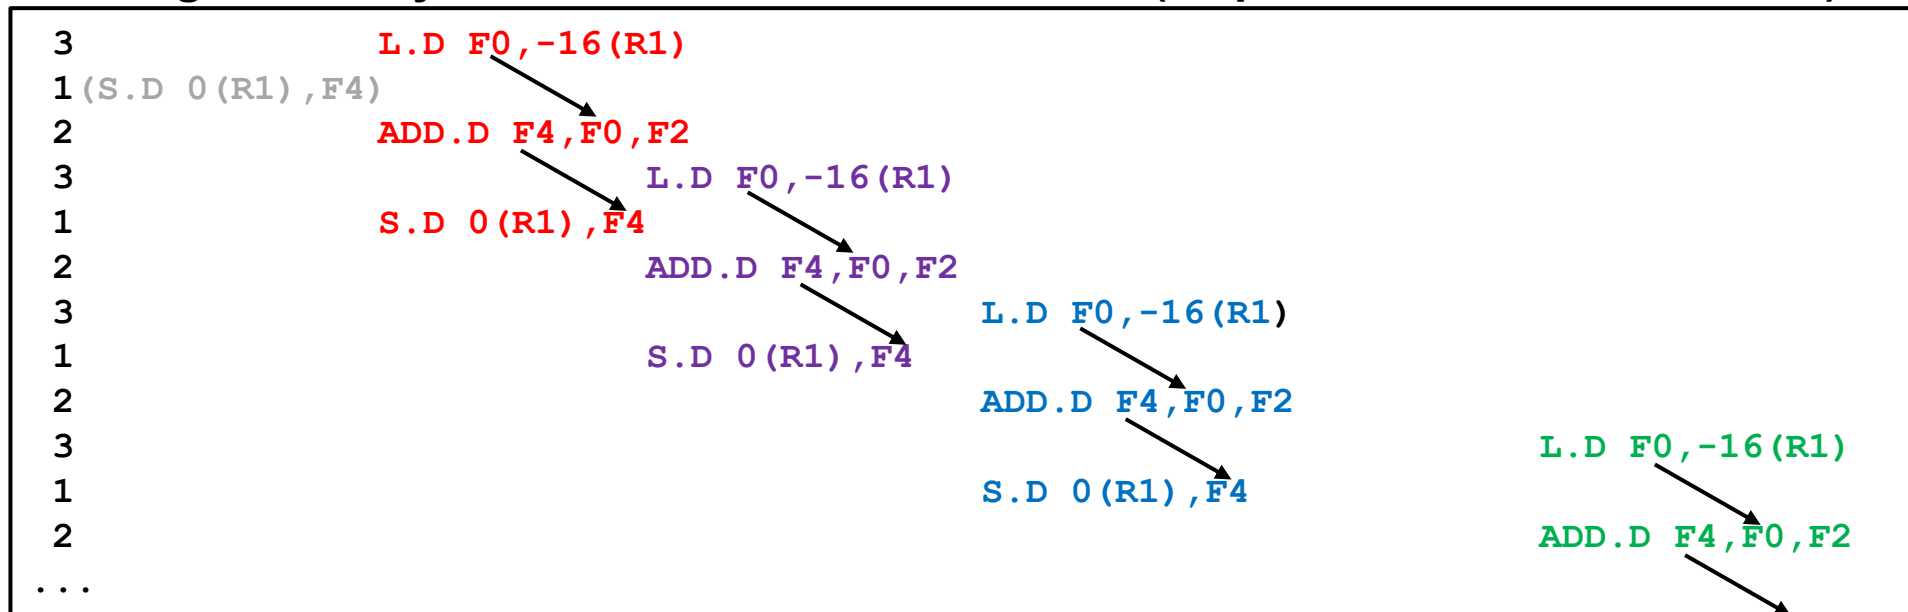 3 L.D F0,-16(R1)
1 (S.D 0(R1),F4)
2 ADD.D F4,F0,F2
3 L.D F0,-16(R1)
1 S.D 0(R1),F4
2 ADD.D F4,F0,F2
3 L.D F0,-16(R1)
1 S.D 0(R1),F4
2 ADD.D F4,F0,F2
3 L.D F0,-16(R1)
1 S.D 0(R1),F4
2 ADD.D F4,F0,F2
...